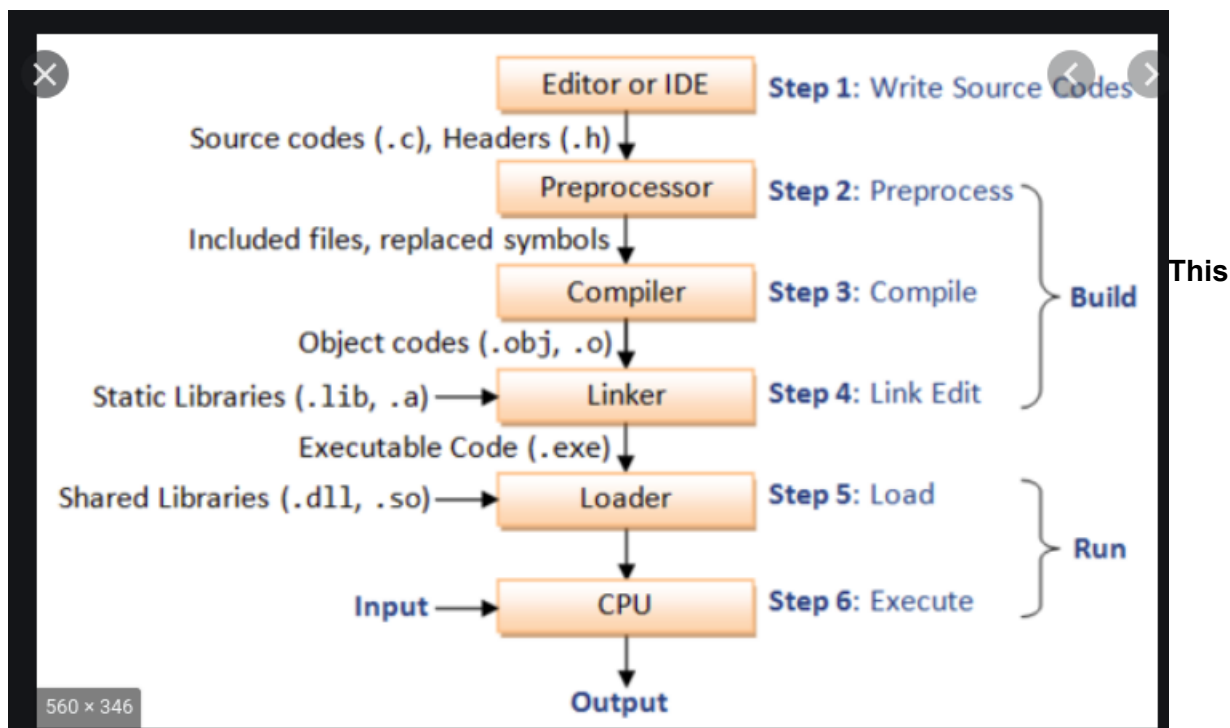 Editor or IDE Step 1: Write Source Codes
Source codes (.c), Headers (.h)
Preprocessor Step 2: Preprocess
Included files, replaced symbols
This
Compiler Step 3: Compile Build
Object codes (.obj, .o)
Static Libraries (.lib, .a) Linker Step 4: Link Edit
Executable Code (.exe)
Shared Libraries (.dll, .so) Loader Step 5: Load
Run
Input CPU Step 6: Execute
Output
560 × 346